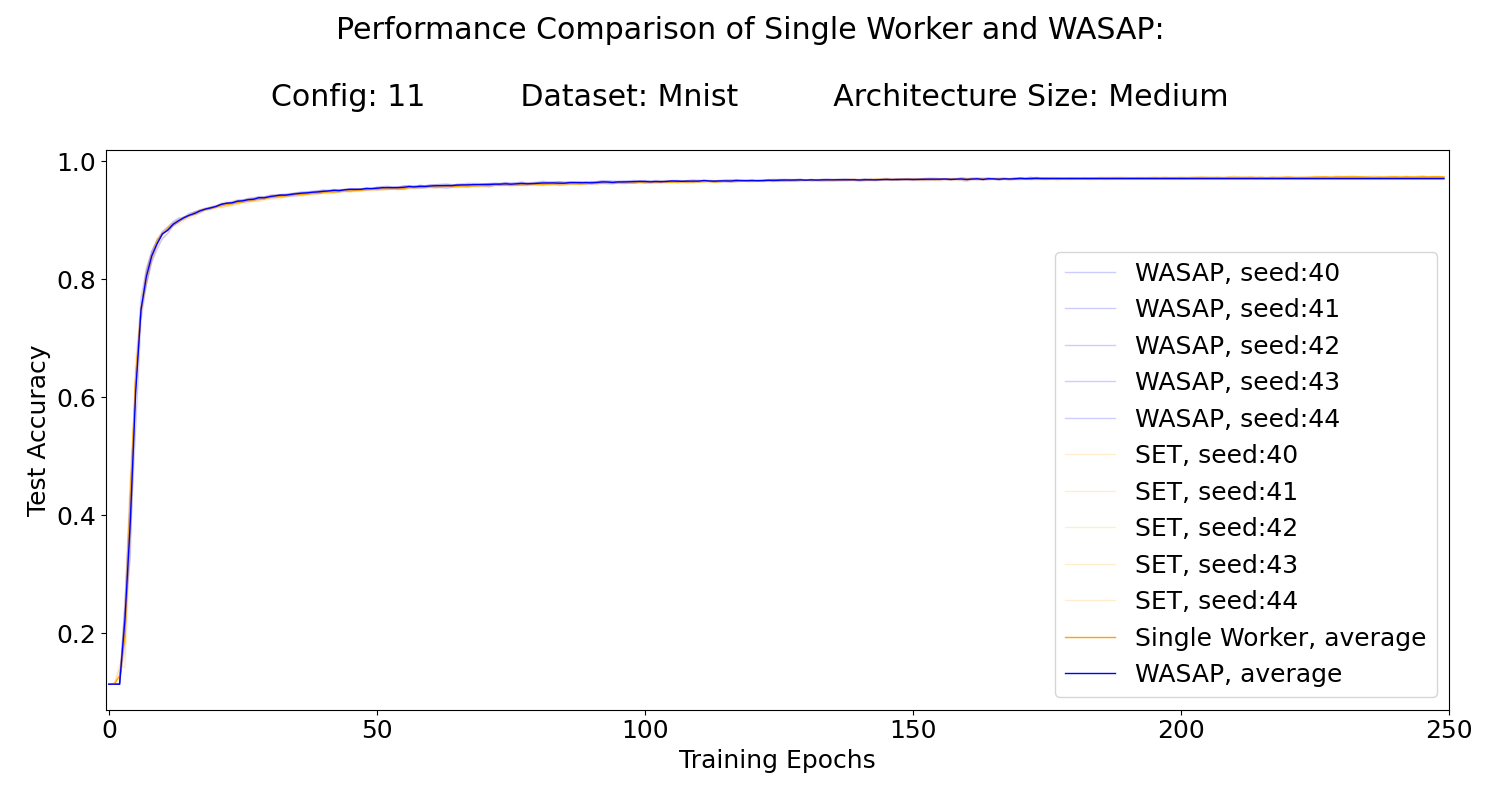 Performance Comparison of Single Worker and WASAP:
Config: 11 Dataset: Mnist Architecture Size: Medium
1.0
0.8
0.6
0.4
0.2
Test Accuracy
WASAP, seed:40
WASAP, seed:41
WASAP, seed:42
WASAP, seed:43
WASAP, seed:44
SET, seed:40
SET, seed:41
SET, seed:42
SET, seed:43
SET, seed:44
Single Worker, average
WASAP, average
0 50 100 150 200 250
Training Epochs